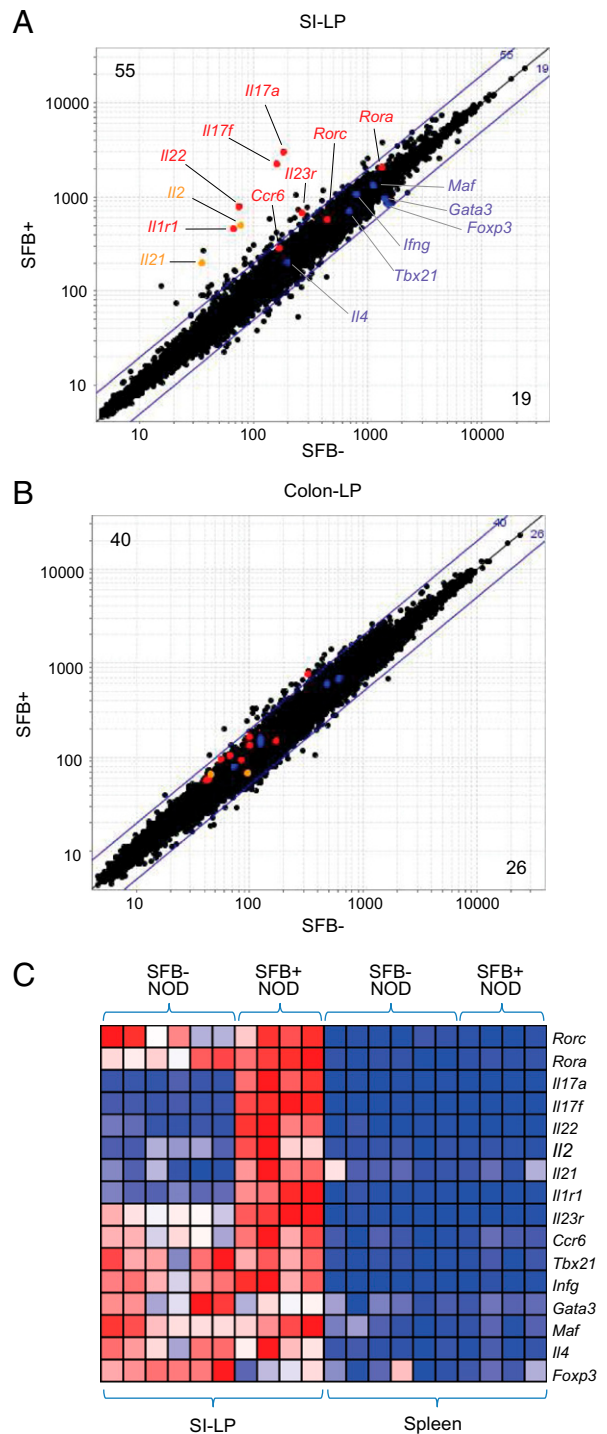 A
SI-LP
55
55
19
10000
1000
100
10
Il17a
Il17f
Rorc
Rora
Il22
Il23r
Il2
Ccr6
Il1r1
Il21
Maf
Gata3
Foxp3
Ifng
Tbx21
Il4
SFB+
19
10 100 1000 10000
SFB-
B
Colon-LP
40
40
26
10000
1000
100
10
SFB+
26
10 100 1000 10000
SFB-
C
SFB- SFB+ SFB- SFB+
NOD NOD NOD NOD
Rorc
Rora
Il17a
Il17f
Il22
Il2
Il21
Il1r1
Il23r
Ccr6
Tbx21
Infg
Gata3
Maf
Il4
Foxp3
SI-LP Spleen